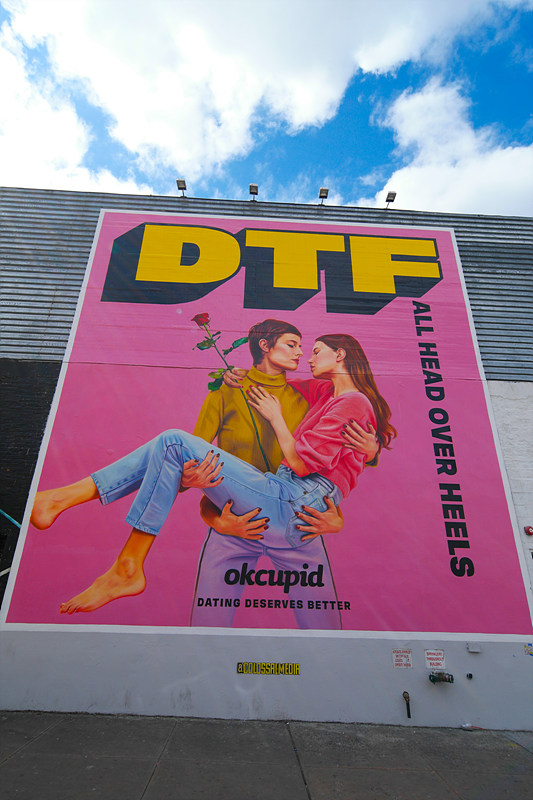 DTF
ALL HEAD OVER HEELS
okcupid
DATING DESERVES BETTER
@COLOSSALMEDIA